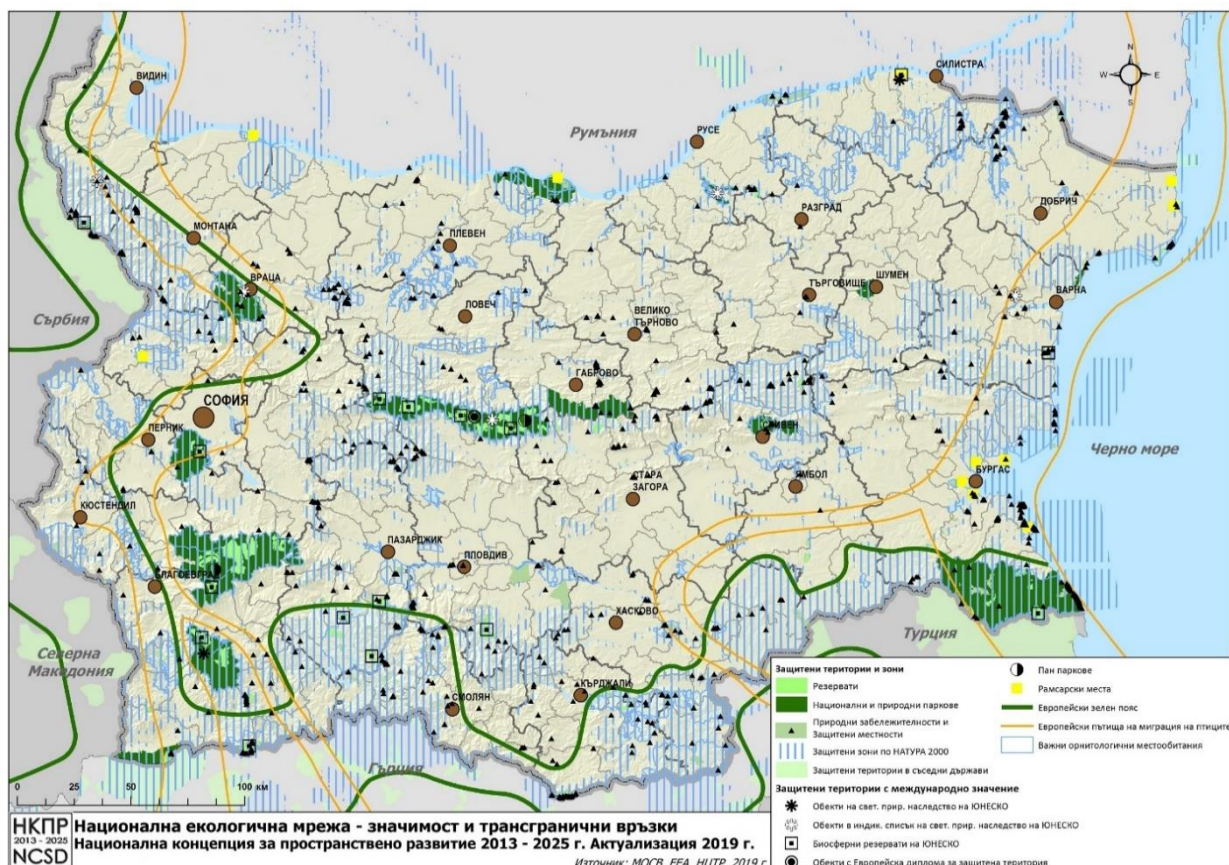 ВИДИН
СИЛИСТРА
N
W
E
S
Румъния
РУСЕ
РАЗГРАД
ДОБРИЧ
МОНТАНА
ПЛЕВЕН
ВРАЦА
ТЪРГОВИЩЕ
ШУМЕН
ВАРНА
ЛОВЕЧ
ВЕЛИКО
ТЪРНОВО
Сърбия
ГАБРОВО
СОФИЯ
ПЕРНИК
СЛИВЕН
Черно море
БУРГАС
СТАРА
ЗАГОРА
ЯМБОЛ
КЮСТЕНДИЛ
ПАЗАРДЖИК
ПЛОВДИВ
БЛАГОЕВГРАД
ХАСКОВО
Турция
Северна
Македония
КЪРДЖАЛИ
СМОЛЯН
Гърция
0 25 50 100 км
Защитени територии и зони
Резервати
Национални и природни паркове
Природни забележителности и
Защитени местности
Защитени зони по НАТУРА 2000
Защитени територии в съседни държави
Пан паркове
Рамсарски места
Европейски зелен пояс
Европейски пътища на миграция на птиците
Важни орнитологични местообитания
Защитени територии с международно значение
Обекти на свет. прир. наследство на ЮНЕСКО
Обекти в индик. списък на свет. прир. наследство на ЮНЕСКО
Биосферни резервати на ЮНЕСКО
Обекти с Европейска диплома за защитена територия
НКПР
2013 - 2025
NCSD
Национална екологична мрежа - значимост и трансгранични връзки
Национална концепция за пространствено развитие 2013 - 2025 г. Актуализация 2019 г.
Източник: МОСВ, ЕЕА, НЦТР, 2019 г.